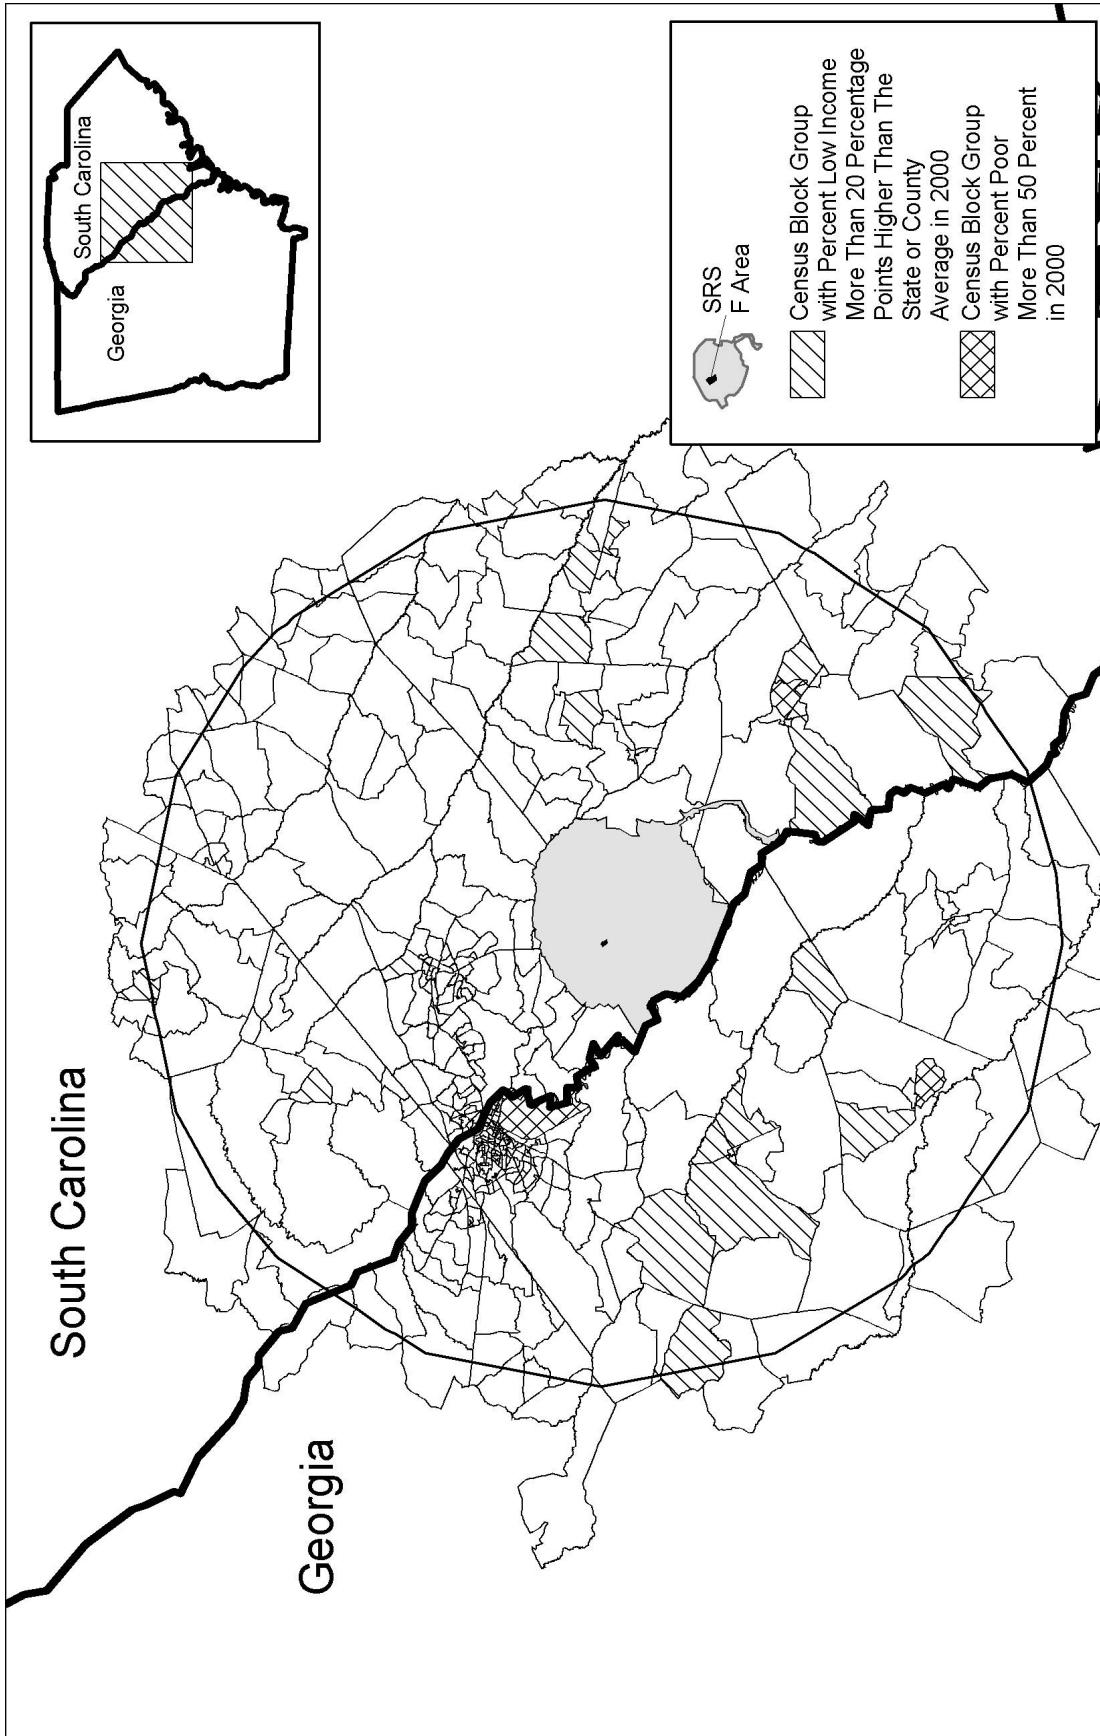 South Carolina
Georgia
South Carolina
Georgia
SRS
F Area
Census Block Group
with Percent Low Income
More Than 20 Percentage
Points Higher Than The
State or County
Average in 2000
Census Block Group
with Percent Poor
More Than 50 Percent
in 2000